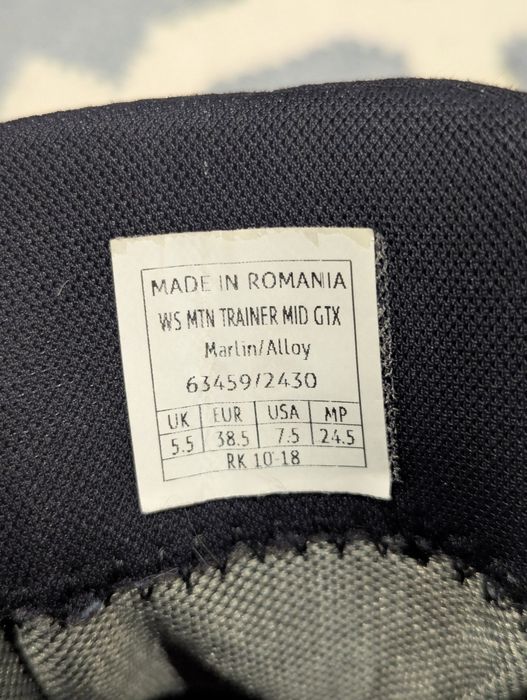 MADE IN ROMANIA
WS MTN TRAINER MID GTX
Marlin/Alloy
63459/2430
UK EUR USA MP
5.5 38.5 7.5 24.5
RK 10-18